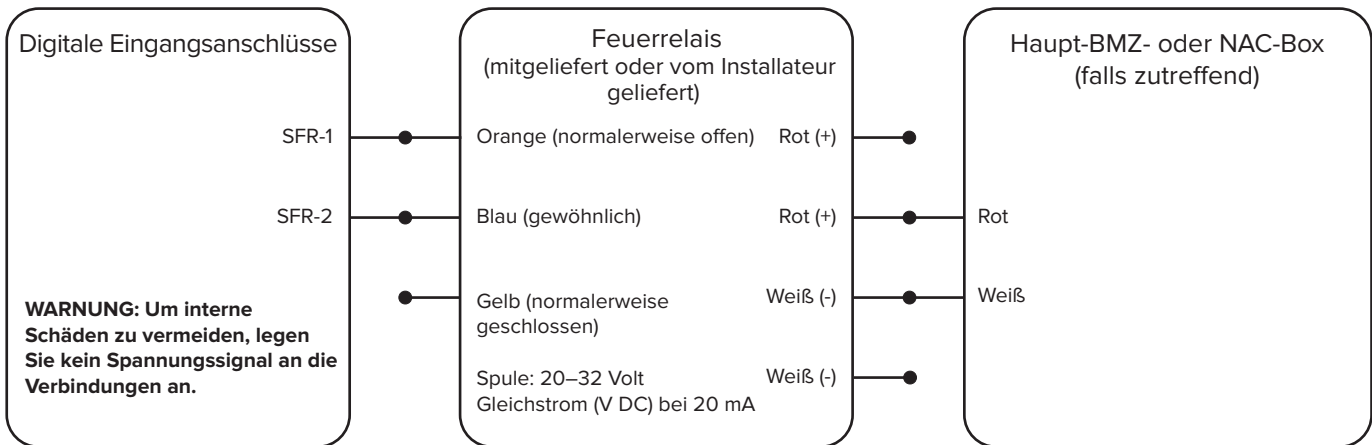 Digitale Eingangsanschlüsse
SFR-1
SFR-2
WARNUNG: Um interne
Schäden zu vermeiden, legen
Sie kein Spannungssignal an die
Verbindungen an.
Feuerrelais
(mitgeliefert oder vom Installateur
geliefert)
Orange (normalerweise offen) Rot (+)
Blau (gewöhnlich) Rot (+)
Gelb (normalerweise Weiß (-)
geschlossen)
Spule: 20–32 Volt Weiß (-)
Gleichstrom (V DC) bei 20 mA
Haupt-BMZ- oder NAC-Box
(falls zutreffend)
Rot
Weiß